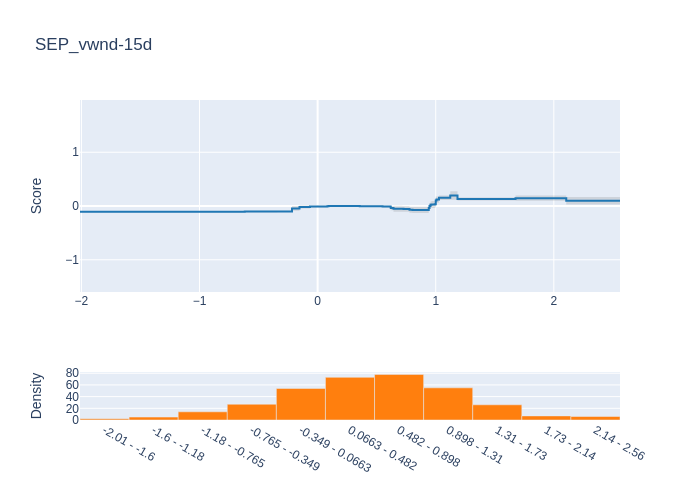 SEP_vwnd-15d
Score
1
0
−1
−2
−1
0
1
2
Density
80
60
40
20
0
-2.01 - -1.6
-1.6 - -1.18
-1.18 - -0.765
-0.765 - -0.349
-0.349 - 0.0663
0.0663 - 0.482
0.482 - 0.898
0.898 - 1.31
1.31 - 1.73
1.73 - 2.14
2.14 - 2.56